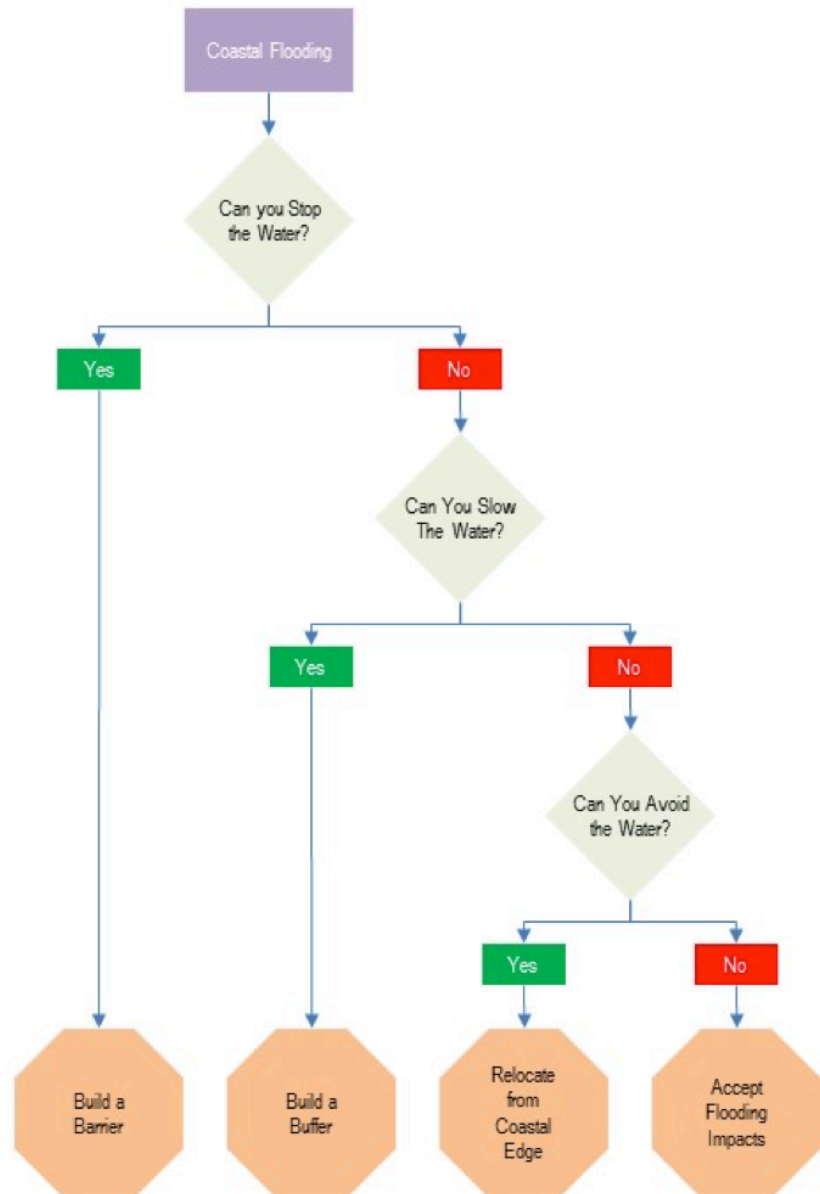 Coastal Flooding
Can you Stop
the Water?
Yes
No
Can You Slow
The Water?
Yes
No
Can You Avoid
the Water?
Yes
No
Build a
Barrier
Build a
Buffer
Relocate
from
Coastal
Edge
Accept
Flooding
Impacts